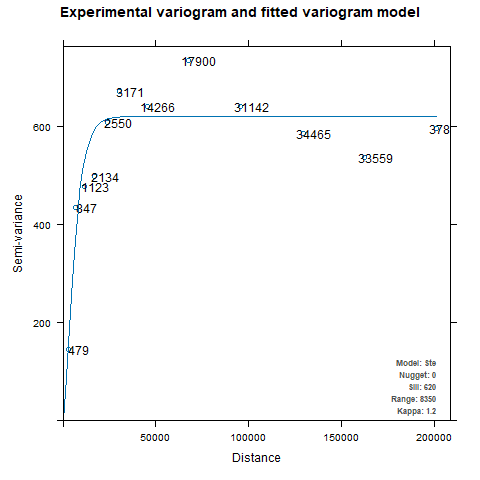 Experimental variogram and fitted variogram model
17900
3171
14266
31142
2550
378
34465
33559
2134
1123
847
479
600
400
200
Semi-variance
Model: Ste
Nugget: 0
Sill: 620
Range: 8350
Kappa: 1.2
50000 100000 150000 200000
Distance